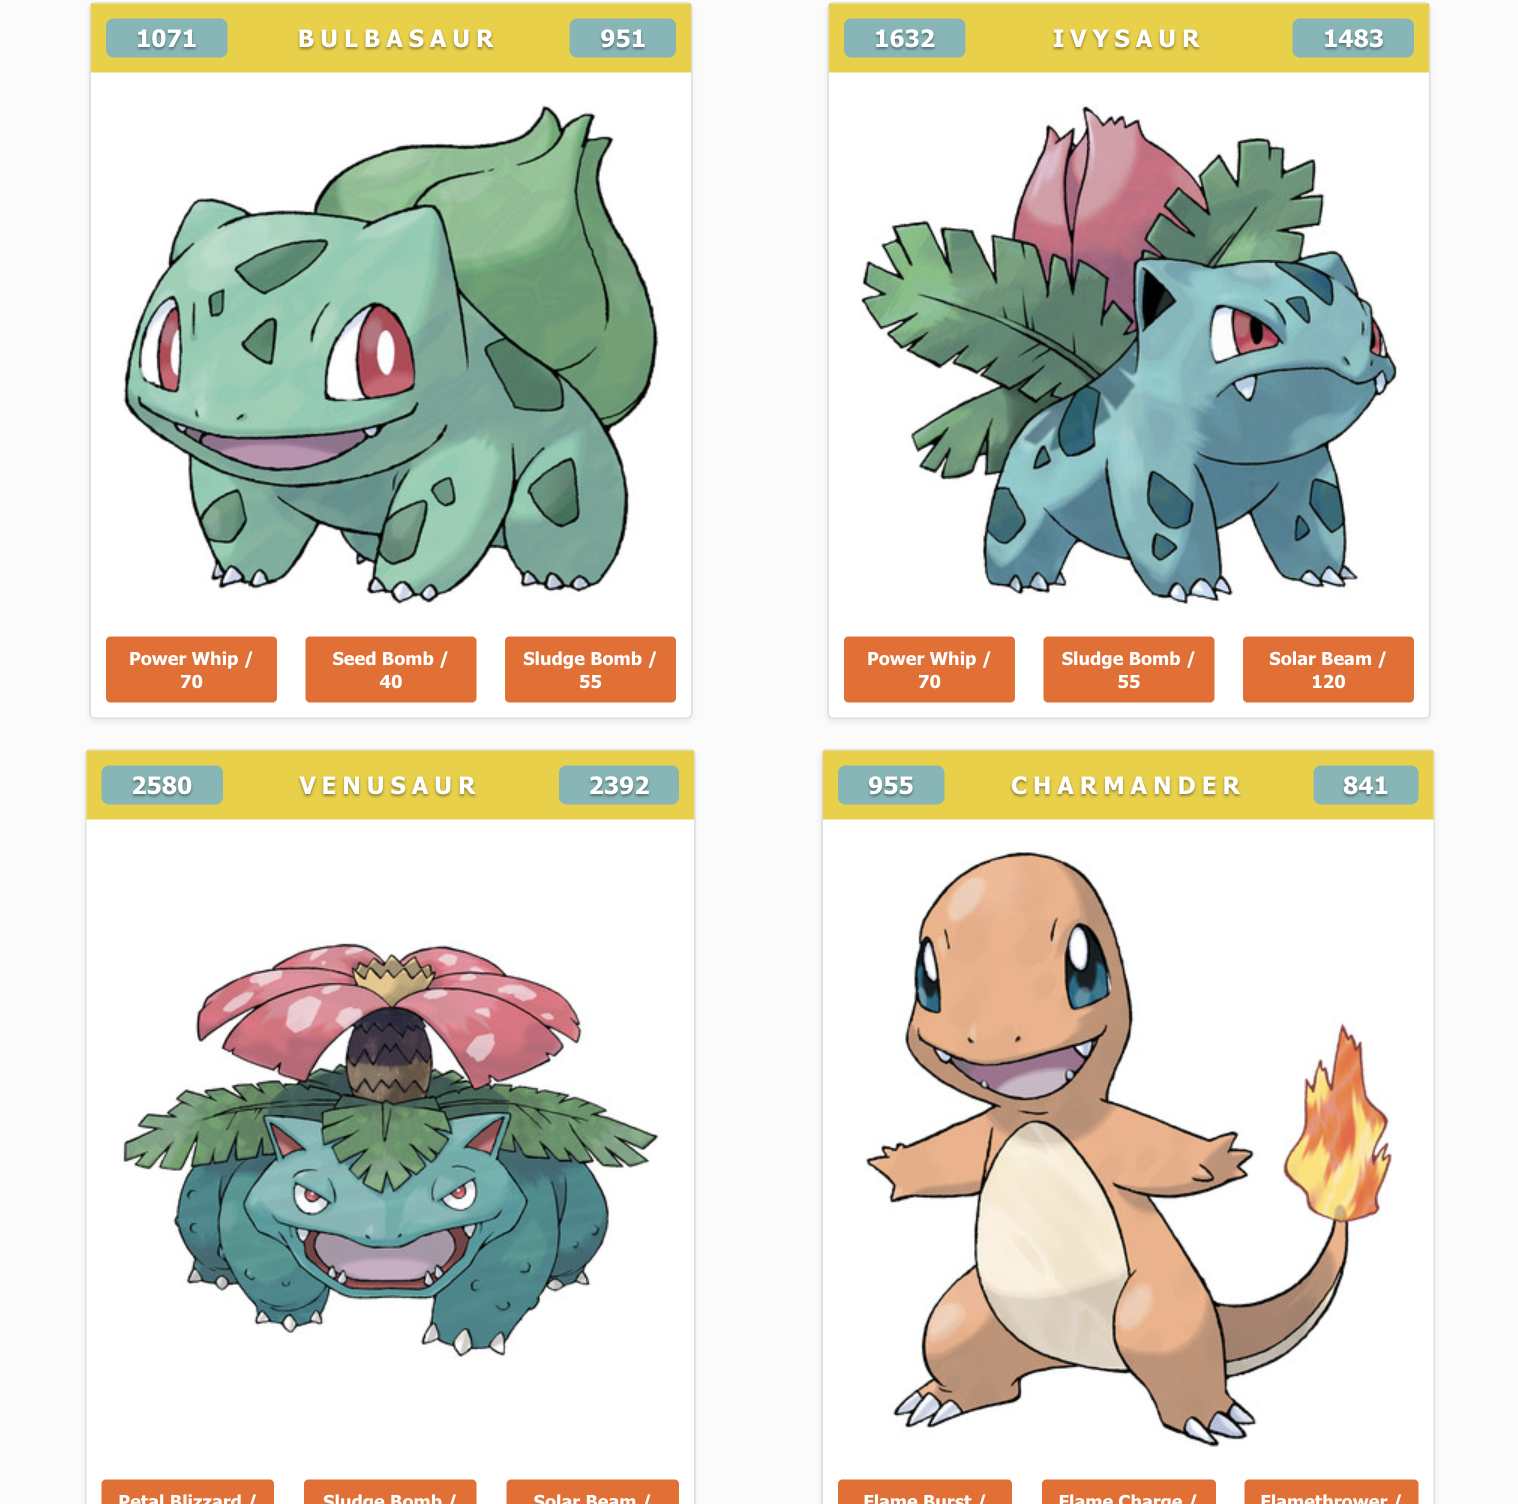 1071 BULBASAUR 951
1632 IVYSAUR 1483
Power Whip / 70
Seed Bomb / 40
Sludge Bomb / 55
Power Whip / 70
Sludge Bomb / 55
Solar Beam / 120
2580 VENUSAUR 2392
955 CHARMANDER 841
Petal Blizzard /
Sludge Bomb /
Solar Beam /
Flame Burst /
Flame Charge /
Flamethrower /